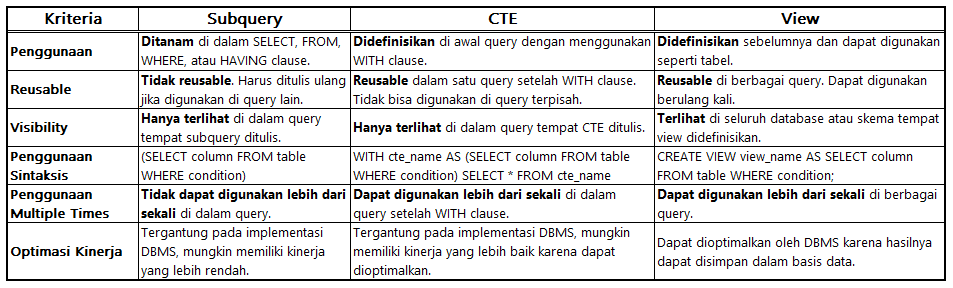 Kriteria Subquery CTE View
Penggunaan
Ditanam di dalam SELECT, FROM,
WHERE, atau HAVING clause.
Didefinisikan di awal query dengan menggunakan
WITH clause.
Didefinisikan sebelumnya dan dapat digunakan
seperti tabel.
Reusable
Tidak reusable. Harus ditulis ulang
jika digunakan di query lain.
Reusable dalam satu query setelah WITH clause.
Tidak bisa digunakan di query terpisah.
Reusable di berbagai query. Dapat digunakan
berulang kali.
Visibility
Hanya terlihat di dalam query
tempat subquery ditulis.
Hanya terlihat di dalam query tempat CTE ditulis.
Terlihat di seluruh database atau skema tempat
view didefinisikan.
Penggunaan
Sintaksis
(SELECT column FROM table
WHERE condition)
WITH cte_name AS (SELECT column FROM table
WHERE condition) SELECT * FROM cte_name
CREATE VIEW view_name AS SELECT column
FROM table WHERE condition;
Penggunaan
Multiple Times
Tidak dapat digunakan lebih dari
sekali di dalam query.
Dapat digunakan lebih dari sekali di dalam
query setelah WITH clause.
Dapat digunakan lebih dari sekali di berbagai
query.
Optimasi Kinerja
Tergantung pada implementasi
DBMS, mungkin memiliki kinerja
yang lebih rendah.
Tergantung pada implementasi DBMS, mungkin
memiliki kinerja yang lebih baik karena dapat
dioptimalkan.
Dapat dioptimalkan oleh DBMS karena hasilnya
dapat disimpan dalam basis data.